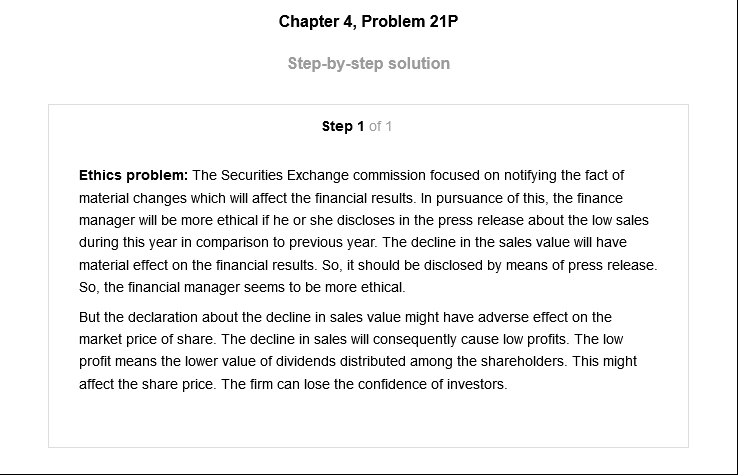 Chapter 4, Problem 21P
Step-by-step solution
Step 1 of 1
Ethics problem: The Securities Exchange commission focused on notifying the fact of
material changes which will affect the financial results. In pursuance of this, the finance
manager will be more ethical if he or she discloses in the press release about the low sales
during this year in comparison to previous year. The decline in the sales value will have
material effect on the financial results. So, it should be disclosed by means of press release.
So, the financial manager seems to be more ethical.
But the declaration about the decline in sales value might have adverse effect on the
market price of share. The decline in sales will consequently cause low profits. The low
profit means the lower value of dividends distributed among the shareholders. This might
affect the share price. The firm can lose the confidence of investors.